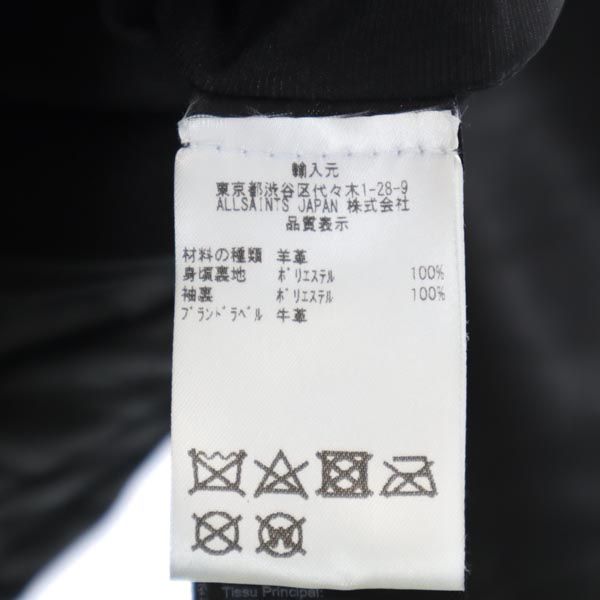 輸入元
東京都渋谷区代々木1-28-9
ALLSAINTS JAPAN 株式会社
品質表示
材料の種類 羊革
身頃裏地 ﾎﾟﾘｴｽﾃﾙ 100%
袖裏 ﾎﾟﾘｴｽﾃﾙ 100%
ﾌﾞﾗﾝﾄﾞﾗﾍﾞﾙ 牛革
W
Tissu Principal: